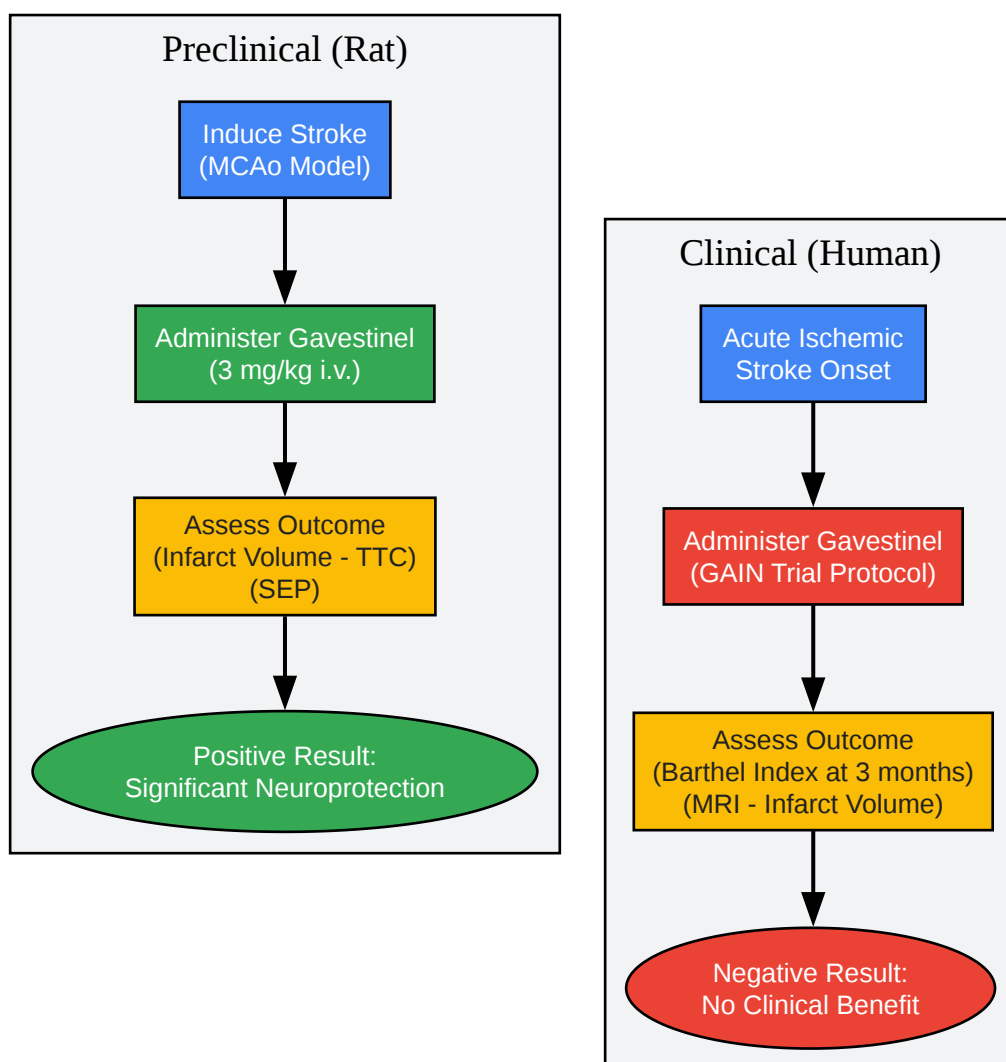 Preclinical (Rat)
Induce Stroke
(MCAo Model)
Administer Gavestinel
(3 mg/kg i.v.)
Assess Outcome
(Infarct Volume - TTC)
(SEP)
Positive Result:
Significant Neuroprotection
Clinical (Human)
Acute Ischemic
Stroke Onset
Administer Gavestinel
(GAIN Trial Protocol)
Assess Outcome
(Barthel Index at 3 months)
(MRI - Infarct Volume)
Negative Result:
No Clinical Benefit